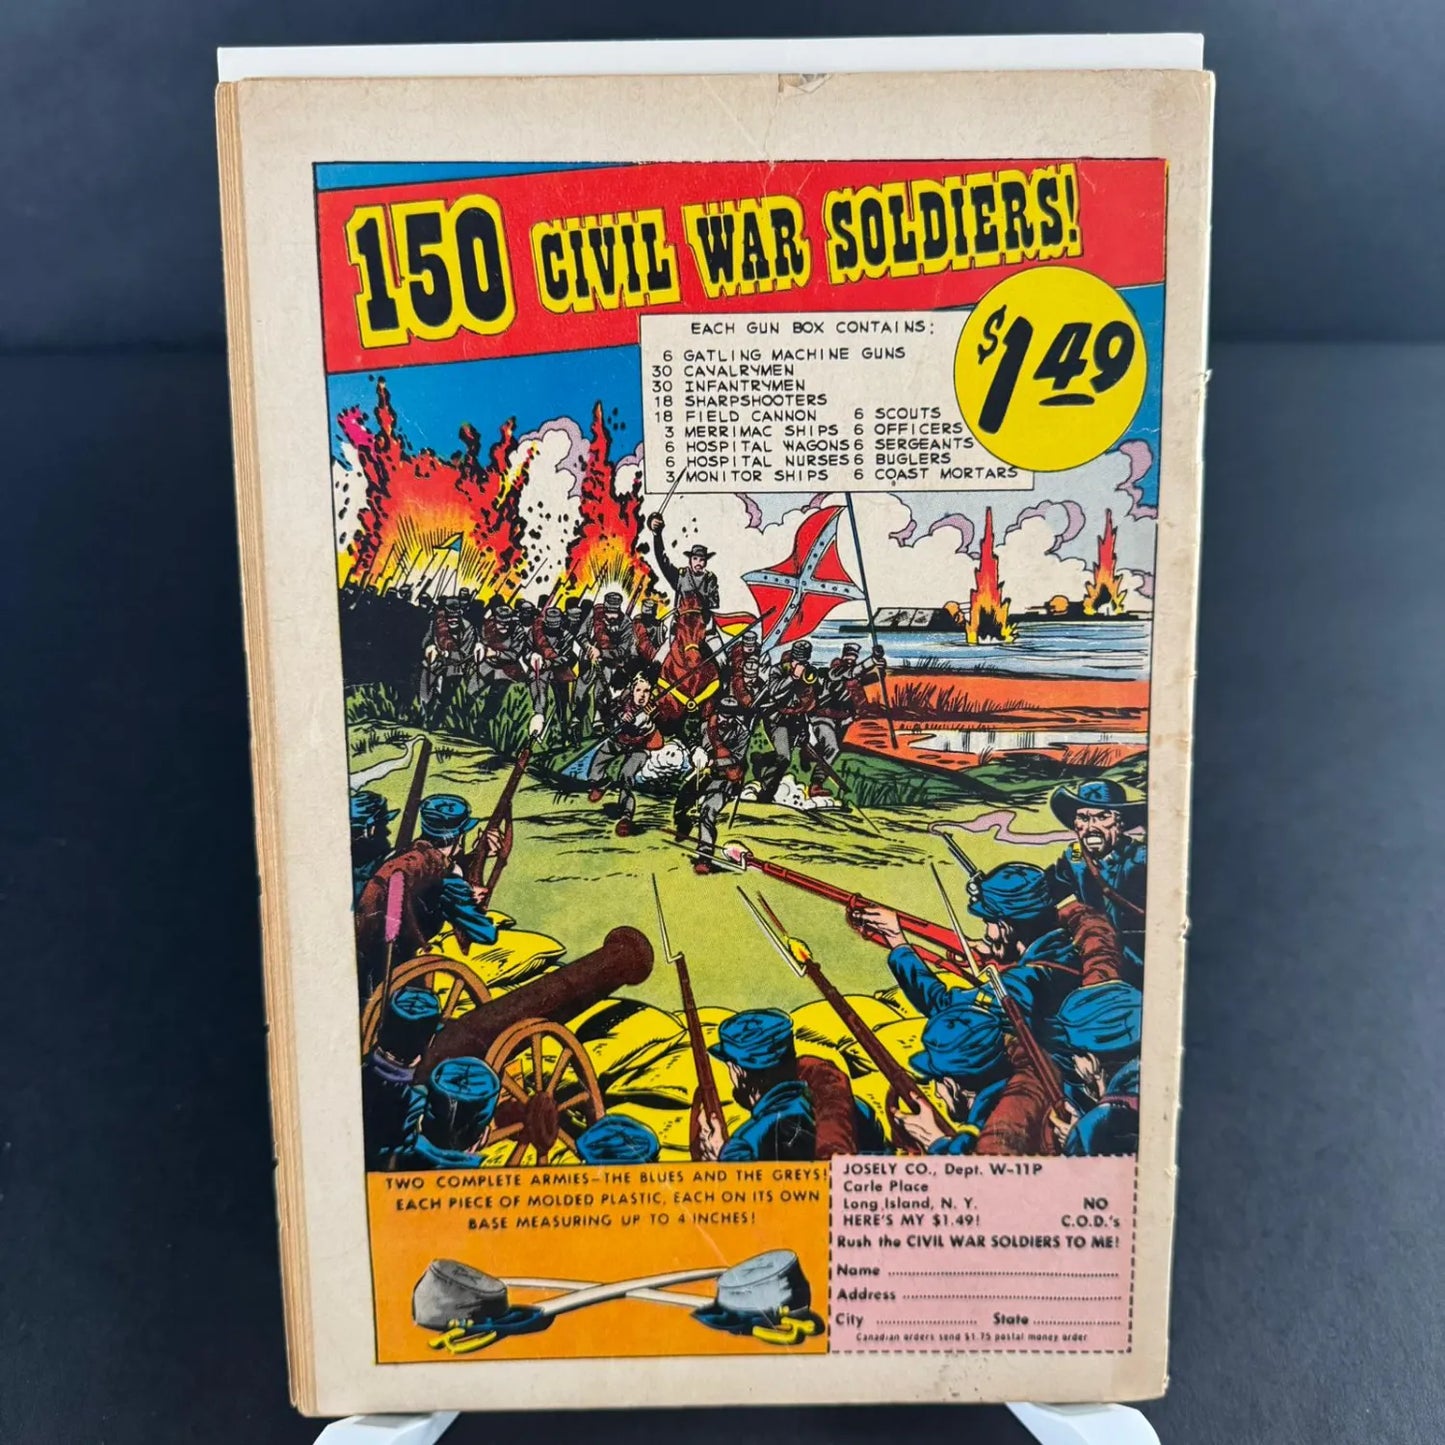 150 CIVIL WAR SOLDIERS!
$1.49
EACH GUN BOX CONTAINS:
6 GATLING MACHINE GUNS
30 CAVALRYMEN
30 INFANTRYMEN
18 SHARPSHOOTERS
18 FIELD CANNON 6 SCOUTS
3 MERRIMAC SHIPS 6 OFFICERS
6 HOSPITAL WAGONS 6 SERGEANTS
6 HOSPITAL NURSES 6 BUGLERS
3 MONITOR SHIPS 6 COAST MORTARS
TWO COMPLETE ARMIES—THE BLUES AND THE GREYS!
EACH PIECE OF MOLDED PLASTIC, EACH ON ITS OWN
BASE MEASURING UP TO 4 INCHES!
JOSELY CO., Dept. W-11P
Carle Place
Long Island, N. Y. NO
HERE'S MY $1.49! C.O.D.'s
Rush the CIVIL WAR SOLDIERS TO ME!
Name
Address
City State
Canadian orders send $1.75 postal money order